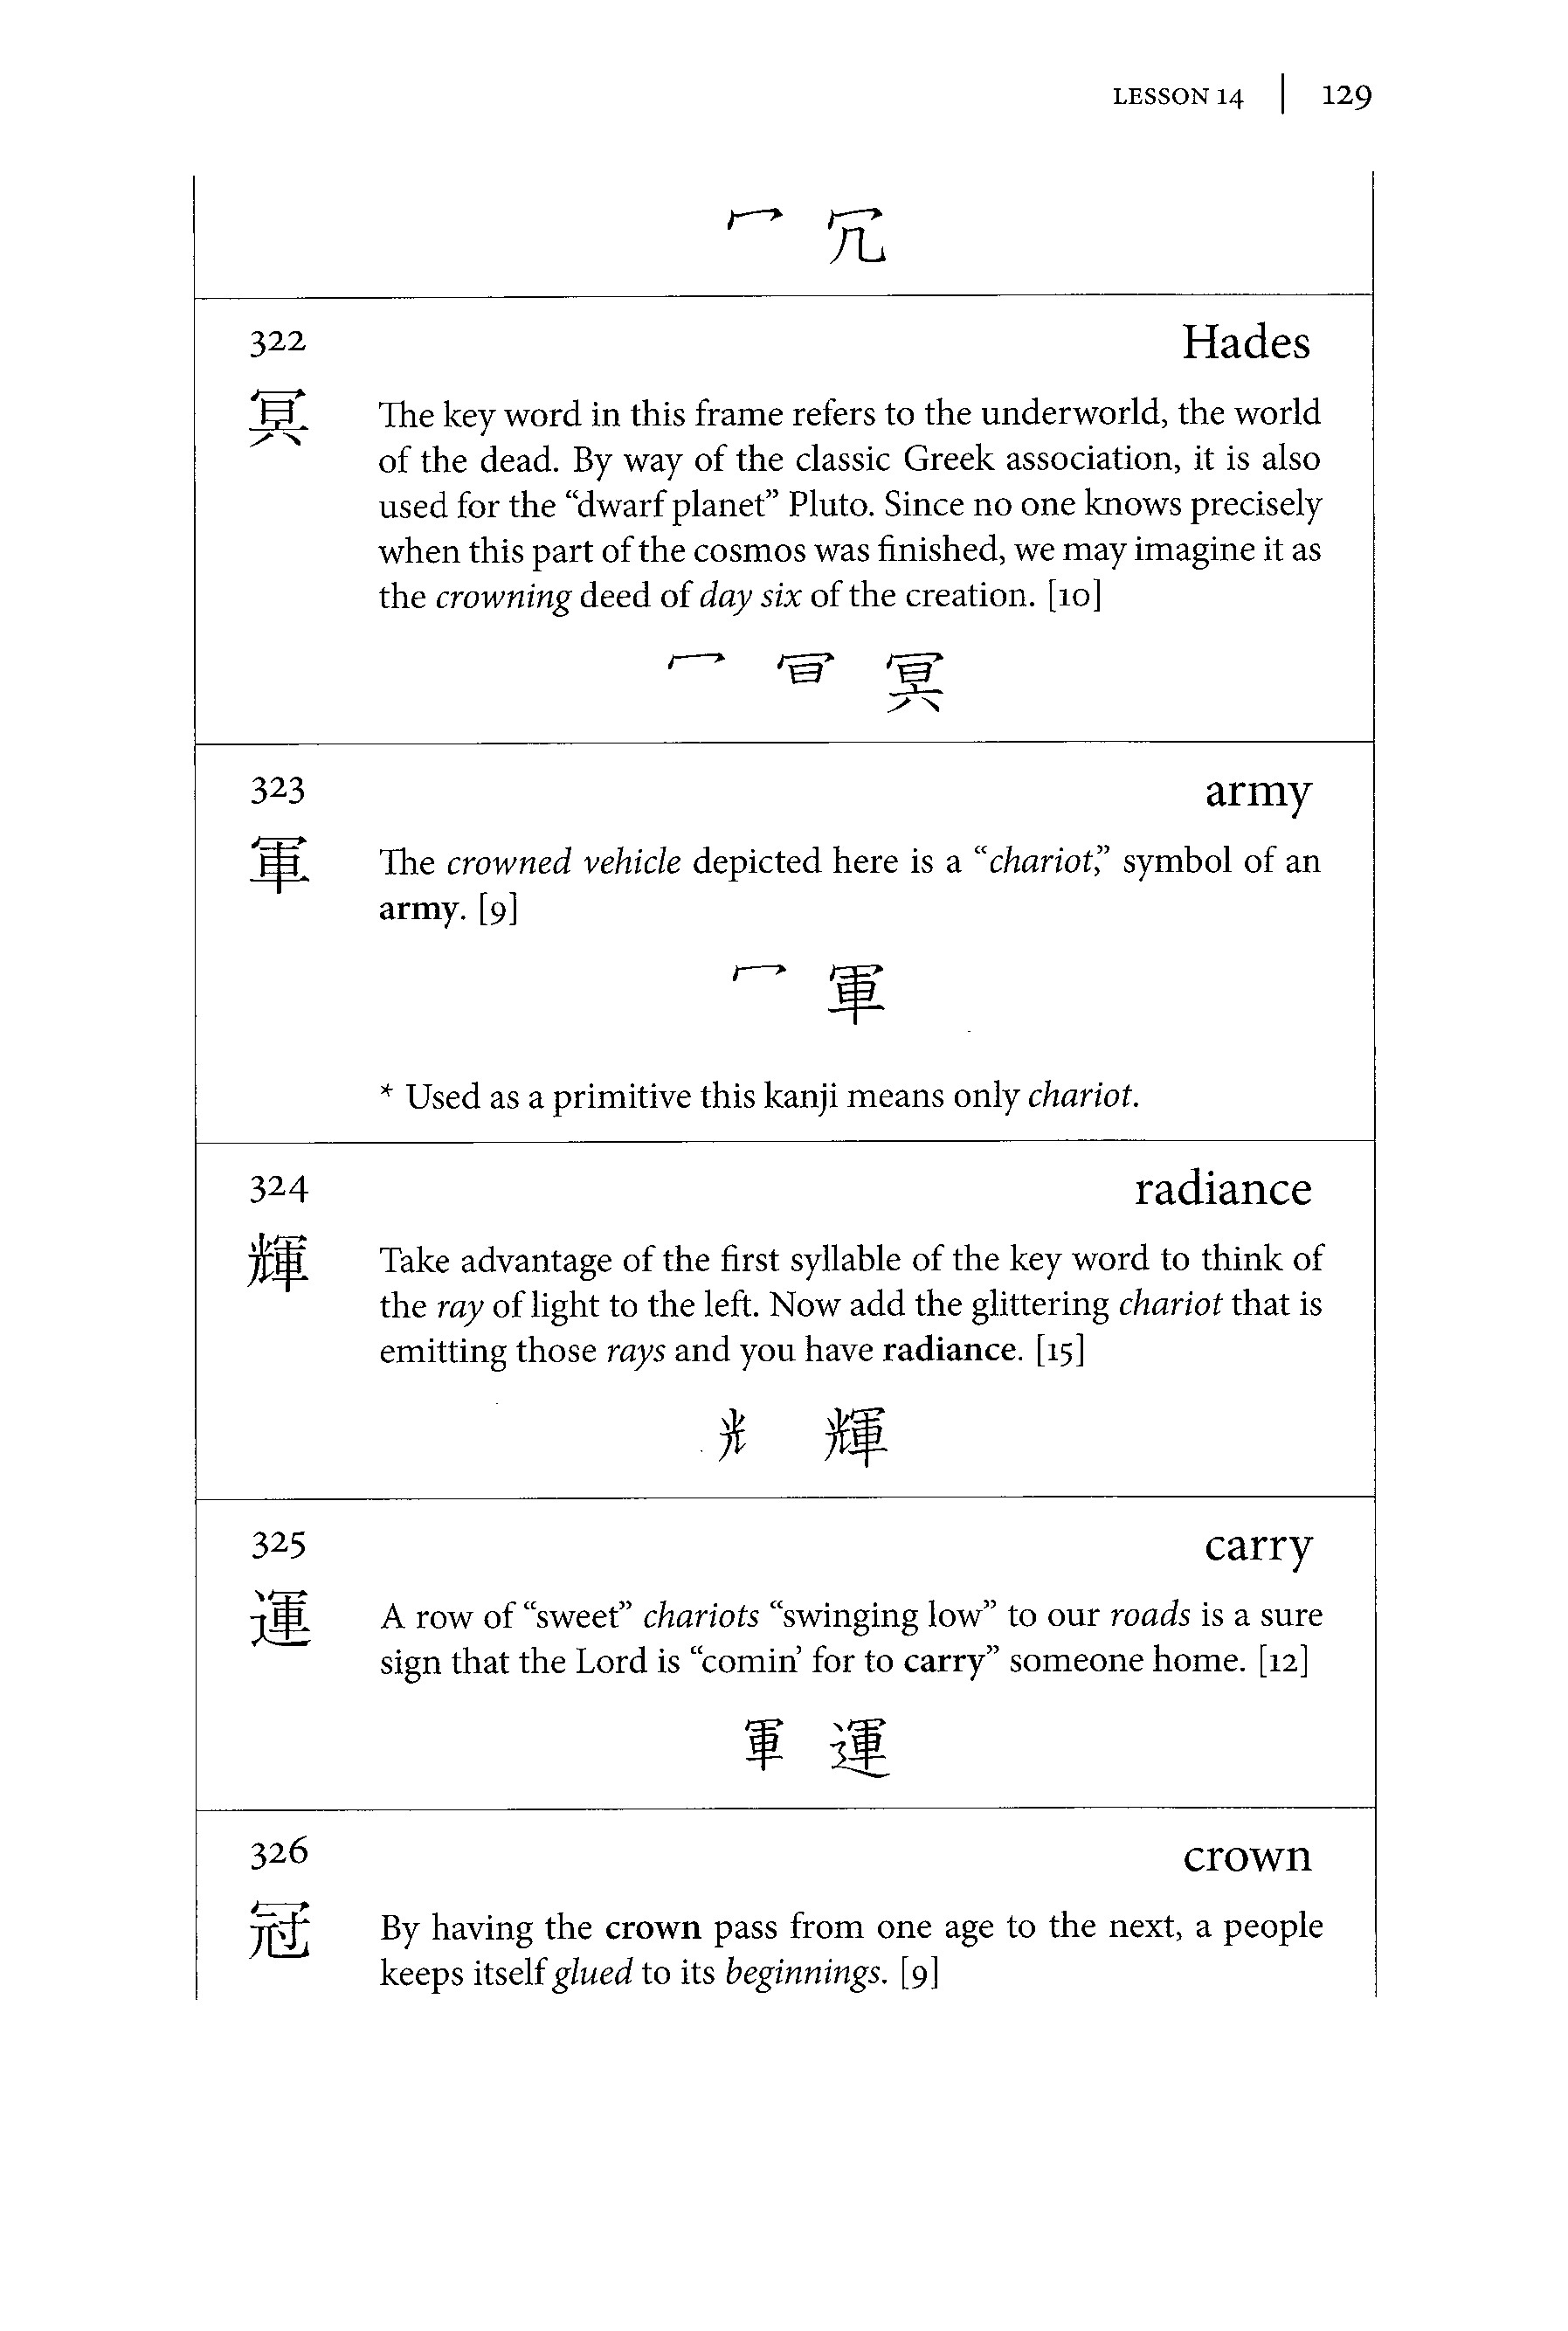 LESSON 14 | 129
冖 冗
322 Hades
冥 The key word in this frame refers to the underworld, the world
of the dead. By way of the classic Greek association, it is also
used for the “dwarf planet” Pluto. Since no one knows precisely
when this part of the cosmos was finished, we may imagine it as
the crowning deed of day six of the creation. [10]
冖 冝 冥
323 army
軍 The crowned vehicle depicted here is a “chariot,” symbol of an
army. [9]
冖 軍
* Used as a primitive this kanji means only chariot.
324 radiance
輝 Take advantage of the first syllable of the key word to think of
the ray of light to the left. Now add the glittering chariot that is
emitting those rays and you have radiance. [15]
光 輝
325 carry
運 A row of “sweet” chariots “swinging low” to our roads is a sure
sign that the Lord is “comin’ for to carry” someone home. [12]
軍 運
326 crown
冠 By having the crown pass from one age to the next, a people
keeps itself glued to its beginnings. [9]